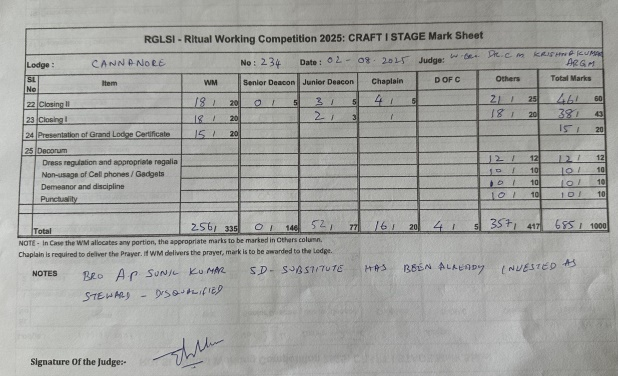 RGLSI - Ritual Working Competition 2025: CRAFT I STAGE Mark Sheet
Lodge : CANNANORE No : 234 Date : 02-08-2025 Judge: W. Bro. Dr. C M KRISHNAKUMAR
ARGM
SL No Item WM Senior Deacon Junior Deacon Chaplain D OF C Others Total Marks
22 Closing II 18 / 20 0 / 5 3 / 5 4 / 5 21 / 25 46 / 60
23 Closing I 18 / 20 2 / 3 / 18 / 20 38 / 43
24 Presentation of Grand Lodge Certificate 15 / 20 15 / 20
25 Decorum
Dress regulation and appropriate regalia 12 / 12 12 / 12
Non-usage of Cell phones / Gadgets 10 / 10 10 / 10
Demeanor and discipline 10 / 10 10 / 10
Punctuality 10 / 10 10 / 10
Total 256 / 335 0 / 146 52 / 77 16 / 20 4 / 5 357 / 417 685 / 1000
NOTE - In Case the WM allocates any portion, the appropriate marks to be marked in Others column.
Chaplain is required to deliver the Prayer. If WM delivers the prayer, mark is to be awarded to the Lodge.
NOTES BRO A.P SUNIL KUMAR SD- SUBSTITUTE HAS BEEN ALREADY INVESTED AS
STEWARD - DISQUALIFIED
Signature Of the Judge:-